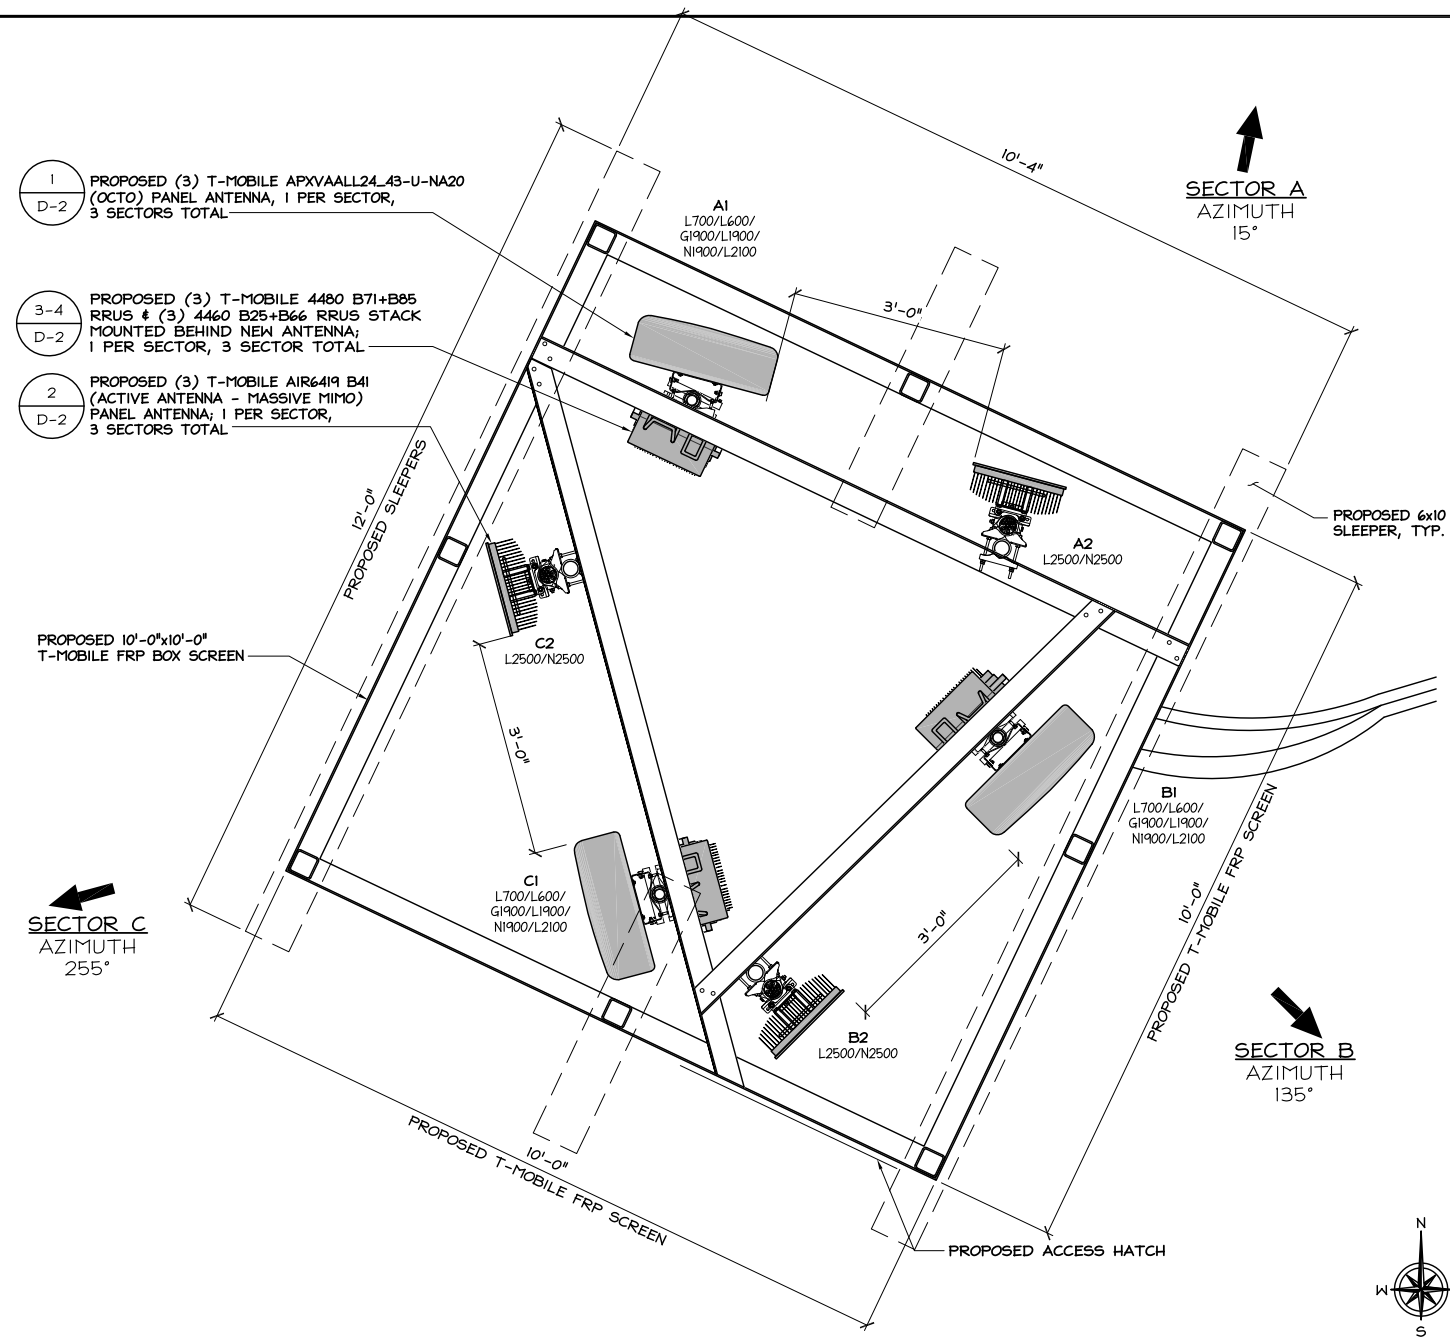 10'-4"
SECTOR A
AZIMUTH
15°
1
D-2
PROPOSED (3) T-MOBILE APXVAALL24_43-U-NA20
(OCTO) PANEL ANTENNA, 1 PER SECTOR,
3 SECTORS TOTAL
A1
L700/L600/
G1900/L1900/
N1900/L2100
3-4
D-2
PROPOSED (3) T-MOBILE 4480 B71+B85
RRUS & (3) 4460 B25+B66 RRUS STACK
MOUNTED BEHIND NEW ANTENNA;
1 PER SECTOR, 3 SECTOR TOTAL
3'-0"
2
D-2
PROPOSED (3) T-MOBILE AIR6419 B41
(ACTIVE ANTENNA - MASSIVE MIMO)
PANEL ANTENNA; 1 PER SECTOR,
3 SECTORS TOTAL
12'-0"
PROPOSED SLEEPERS
PROPOSED 6x10
SLEEPER, TYP.
A2
L2500/N2500
PROPOSED 10'-0"x10'-0"
T-MOBILE FRP BOX SCREEN
C2
L2500/N2500
3'-0"
B1
L700/L600/
G1900/L1900/
N1900/L2100
C1
L700/L600/
G1900/L1900/
N1900/L2100
SECTOR C
AZIMUTH
255°
3'-0"
10'-0"
PROPOSED T-MOBILE FRP SCREEN
B2
L2500/N2500
SECTOR B
AZIMUTH
135°
10'-0"
PROPOSED T-MOBILE FRP SCREEN
PROPOSED ACCESS HATCH
N
W
S